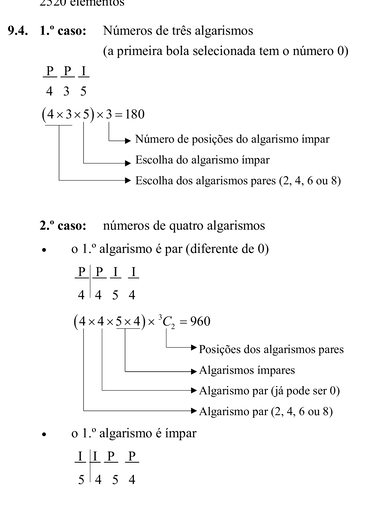 2520 elementos
9.4. 1.º caso: Números de três algarismos
(a primeira bola selecionada tem o número 0)
P P I
4 3 5
(4×3×5)×3=180
Número de posições do algarismo ímpar
Escolha do algarismo ímpar
Escolha dos algarismos pares (2, 4, 6 ou 8)
2.º caso: números de quatro algarismos
• o 1.º algarismo é par (diferente de 0)
P P I I
4 4 5 4
(4×4×5×4)×³C₂ = 960
Posições dos algarismos pares
Algarismos ímpares
Algarismo par (já pode ser 0)
Algarismo par (2, 4, 6 ou 8)
• o 1.º algarismo é ímpar
I I P P
5 4 5 4